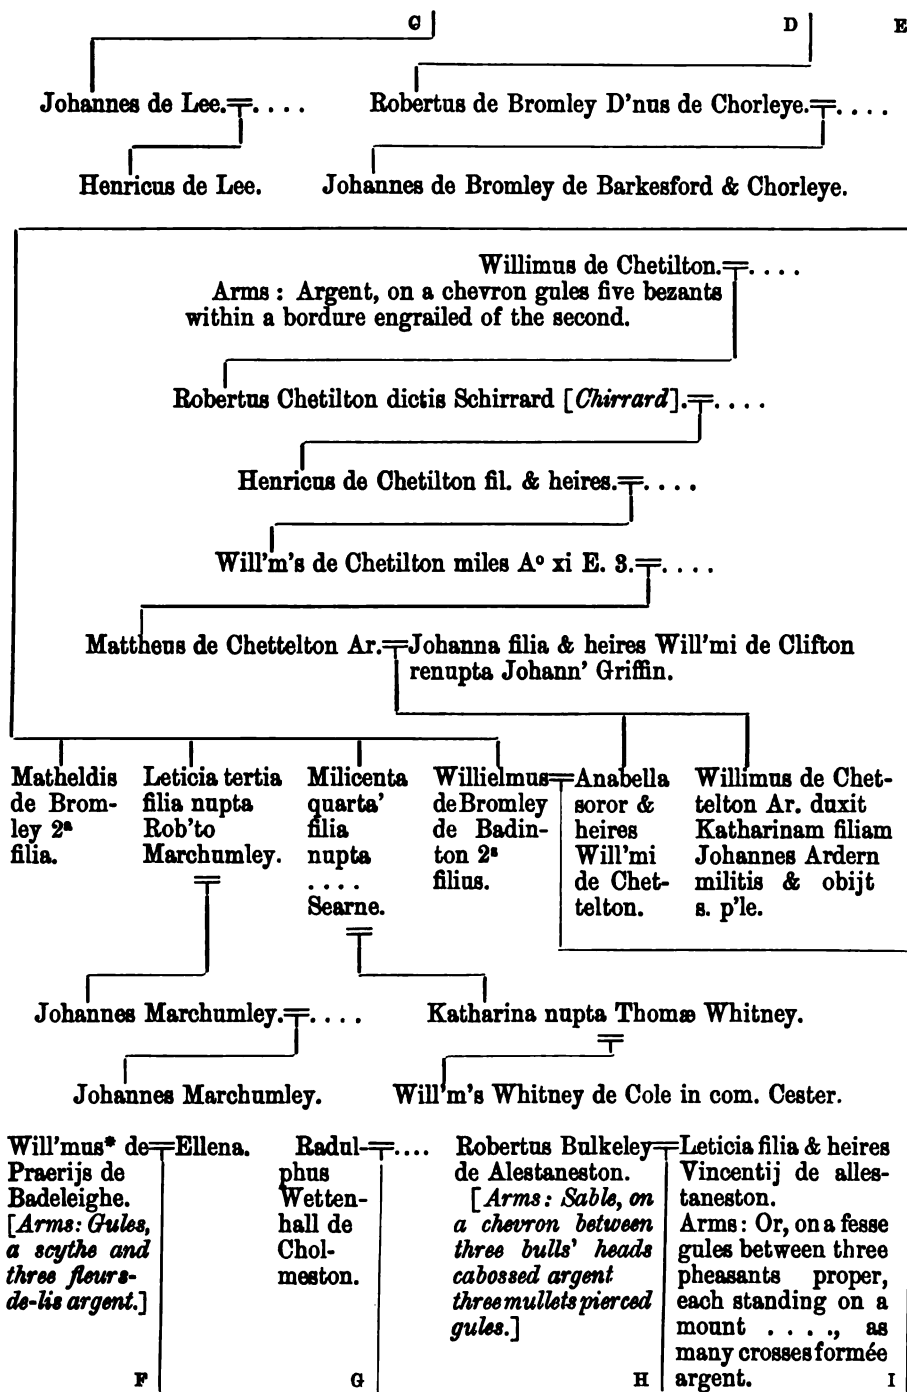 C D E
Johannes de Lee.=. . . . Robertus de Bromley D'nus de Chorleye.=. . . .
Henricus de Lee. Johannes de Bromley de Barkesford & Chorleye.
Willimus de Chetilton.=. . . .
Arms : Argent, on a chevron gules five bezants
within a bordure engrailed of the second.
Robertus Chetilton dictis Schirrard [Chirrard].=. . . .
Henricus de Chetilton fil. & heires.=. . . .
Will'm's de Chetilton miles Aº xi E. 3.=. . . .
Mattheus de Chettelton Ar.=Johanna filia & heires Will'mi de Clifton
renupta Johann' Griffin.
Matheldis
de Brom-
ley 2ª
filia.
Leticia tertia
filia nupta
Rob'to
Marchumley.
=
Milicenta
quarta'
filia
nupta
. . . .
Searne.
=
Willielmus=
de Bromley
de Badin-
ton 2ˢ
filius.
Anabella
soror &
heires
Will'mi
de Chet-
telton.
Willimus de Chet-
telton Ar. duxit
Katharinam filiam
Johannes Ardern
militis & obijt
s. p'le.
Johannes Marchumley.=. . . . Katharina nupta Thomæ Whitney.
=
Johannes Marchumley. Will'm's Whitney de Cole in com. Cester.
Will'mus* de=Ellena.
Praerijs de
Badeleighe.
[Arms: Gules,
a scythe and
three fleurs-
de-lis argent.]
F
Radul-=. . . .
phus
Wetten-
hall de
Chol-
meston.
G
Robertus Bulkeley=
de Alestaneston.
[Arms: Sable, on
a chevron between
three bulls' heads
cabossed argent
three mullets pierced
gules.]
H
Leticia filia & heires
Vincentij de alles-
taneston.
Arms: Or, on a fesse
gules between three
pheasants proper,
each standing on a
mount . . . ., as
many crosses formée
argent.
I